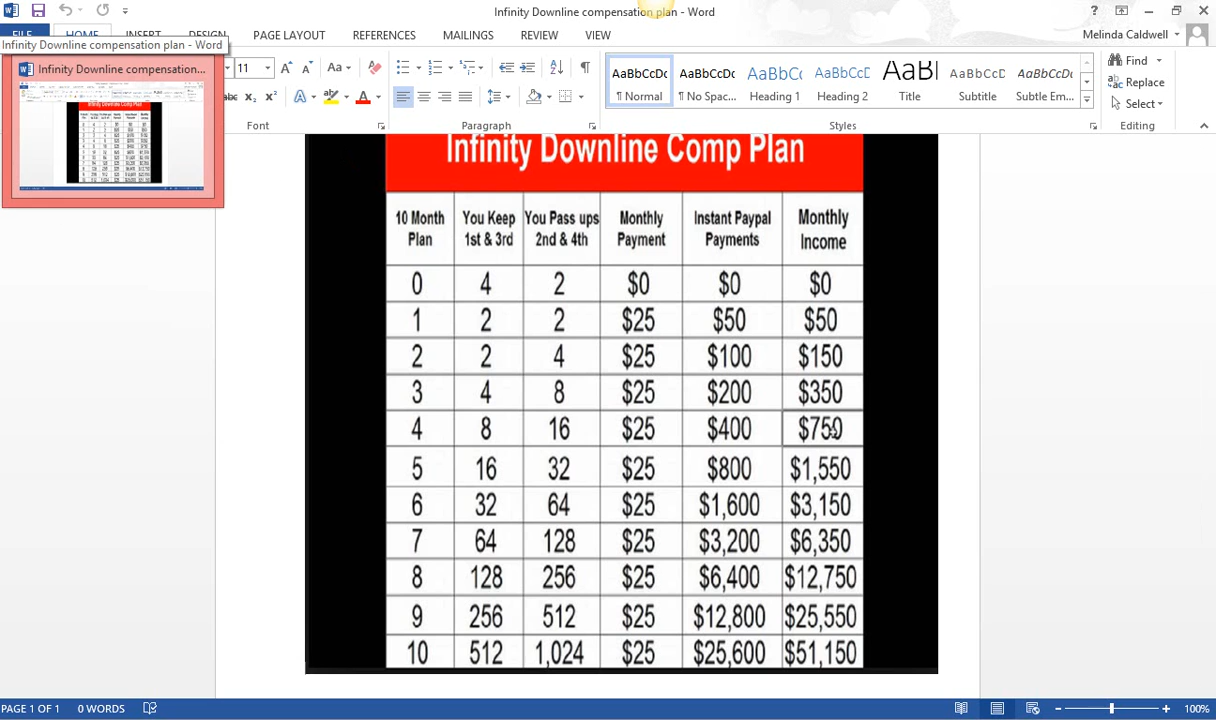 Infinity Downline compensation plan - Word
Melinda Caldwell
FILE HOME INSERT DESIGN PAGE LAYOUT REFERENCES MAILINGS REVIEW VIEW
Infinity Downline compensation plan - Word
Infinity Downline compensation...
11 Aa
abc x₂ x² A A
AaBbCcDc AaBbCcDc AaBbCc AaBbCcD AaBl AaBbCcD AaBbCcDc
¶ Normal ¶ No Spac... Heading 1 Heading 2 Title Subtitle Subtle Em...
Find
Replace
Select
Font Paragraph Styles Editing
Infinity Downline Comp Plan
10 Month Plan You Keep 1st & 3rd You Pass ups 2nd & 4th Monthly Payment Instant Paypal Payments Monthly Income
0 4 2 $0 $0 $0
1 2 2 $25 $50 $50
2 2 4 $25 $100 $150
3 4 8 $25 $200 $350
4 8 16 $25 $400 $750
5 16 32 $25 $800 $1,550
6 32 64 $25 $1,600 $3,150
7 64 128 $25 $3,200 $6,350
8 128 256 $25 $6,400 $12,750
9 256 512 $25 $12,800 $25,550
10 512 1,024 $25 $25,600 $51,150
PAGE 1 OF 1 0 WORDS 100%